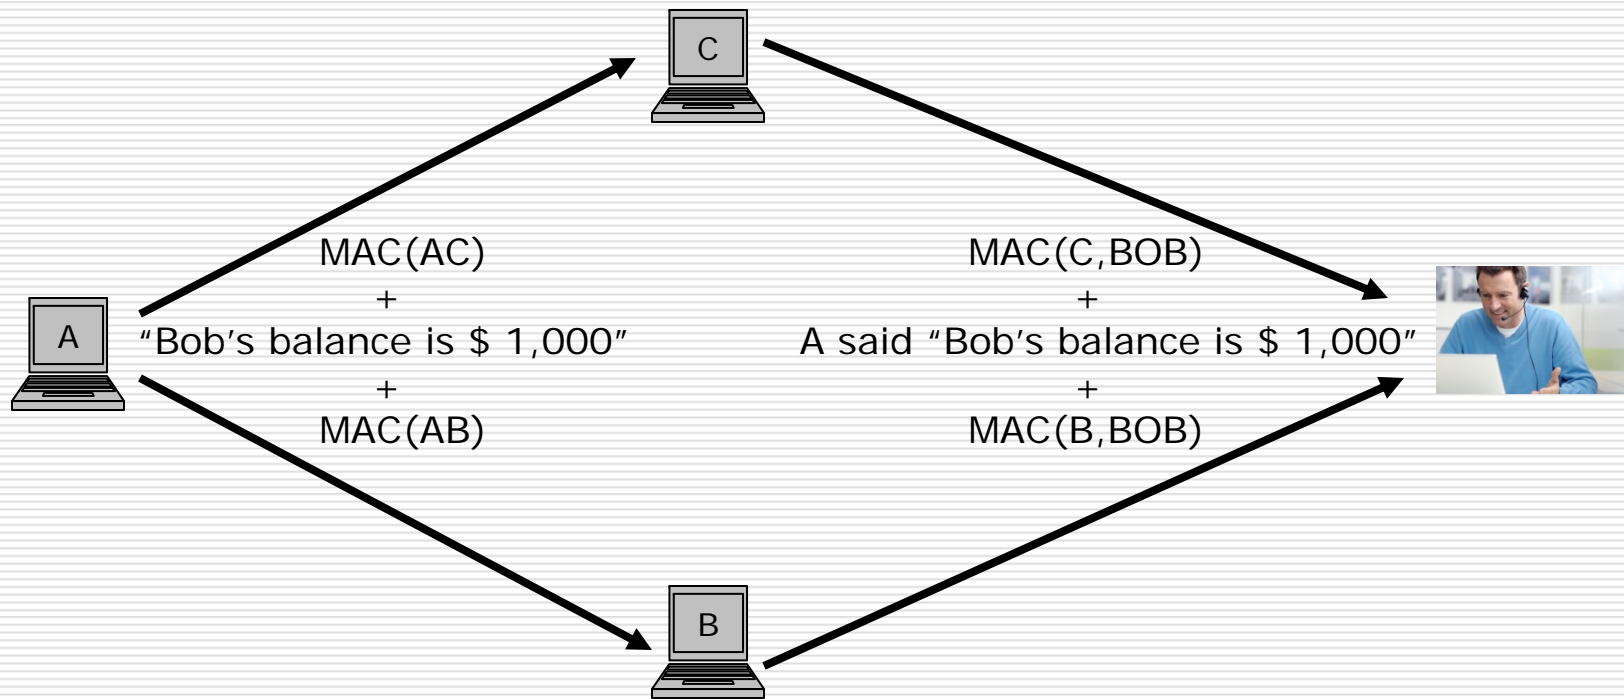 C
MAC(AC)
+
"Bob's balance is $ 1,000"
+
MAC(AB)
A
MAC(C,BOB)
+
A said "Bob's balance is $ 1,000"
+
MAC(B,BOB)
B